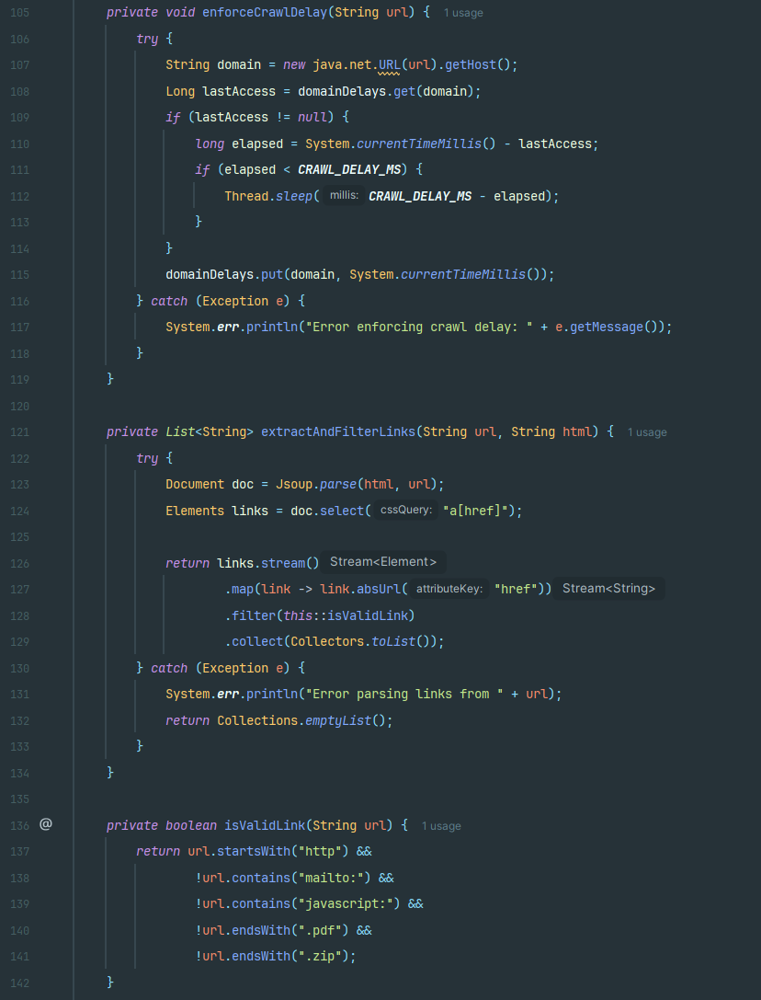 105 private void enforceCrawlDelay(String url) { 1 usage
106 try {
107 String domain = new java.net.URL(url).getHost();
108 Long lastAccess = domainDelays.get(domain);
109 if (lastAccess != null) {
110 long elapsed = System.currentTimeMillis() - lastAccess;
111 if (elapsed < CRAWL_DELAY_MS) {
112 Thread.sleep( millis: CRAWL_DELAY_MS - elapsed);
113 }
114 }
115 domainDelays.put(domain, System.currentTimeMillis());
116 } catch (Exception e) {
117 System.err.println("Error enforcing crawl delay: " + e.getMessage());
118 }
119 }
120
121 private List<String> extractAndFilterLinks(String url, String html) { 1 usage
122 try {
123 Document doc = Jsoup.parse(html, url);
124 Elements links = doc.select( cssQuery: "a[href]");
125
126 return links.stream() Stream<Element>
127 .map(link -> link.absUrl( attributeKey: "href")) Stream<String>
128 .filter(this::isValidLink)
129 .collect(Collectors.toList());
130 } catch (Exception e) {
131 System.err.println("Error parsing links from " + url);
132 return Collections.emptyList();
133 }
134 }
135
136 @ private boolean isValidLink(String url) { 1 usage
137 return url.startsWith("http") &&
138 !url.contains("mailto:") &&
139 !url.contains("javascript:") &&
140 !url.endsWith(".pdf") &&
141 !url.endsWith(".zip");
142 }